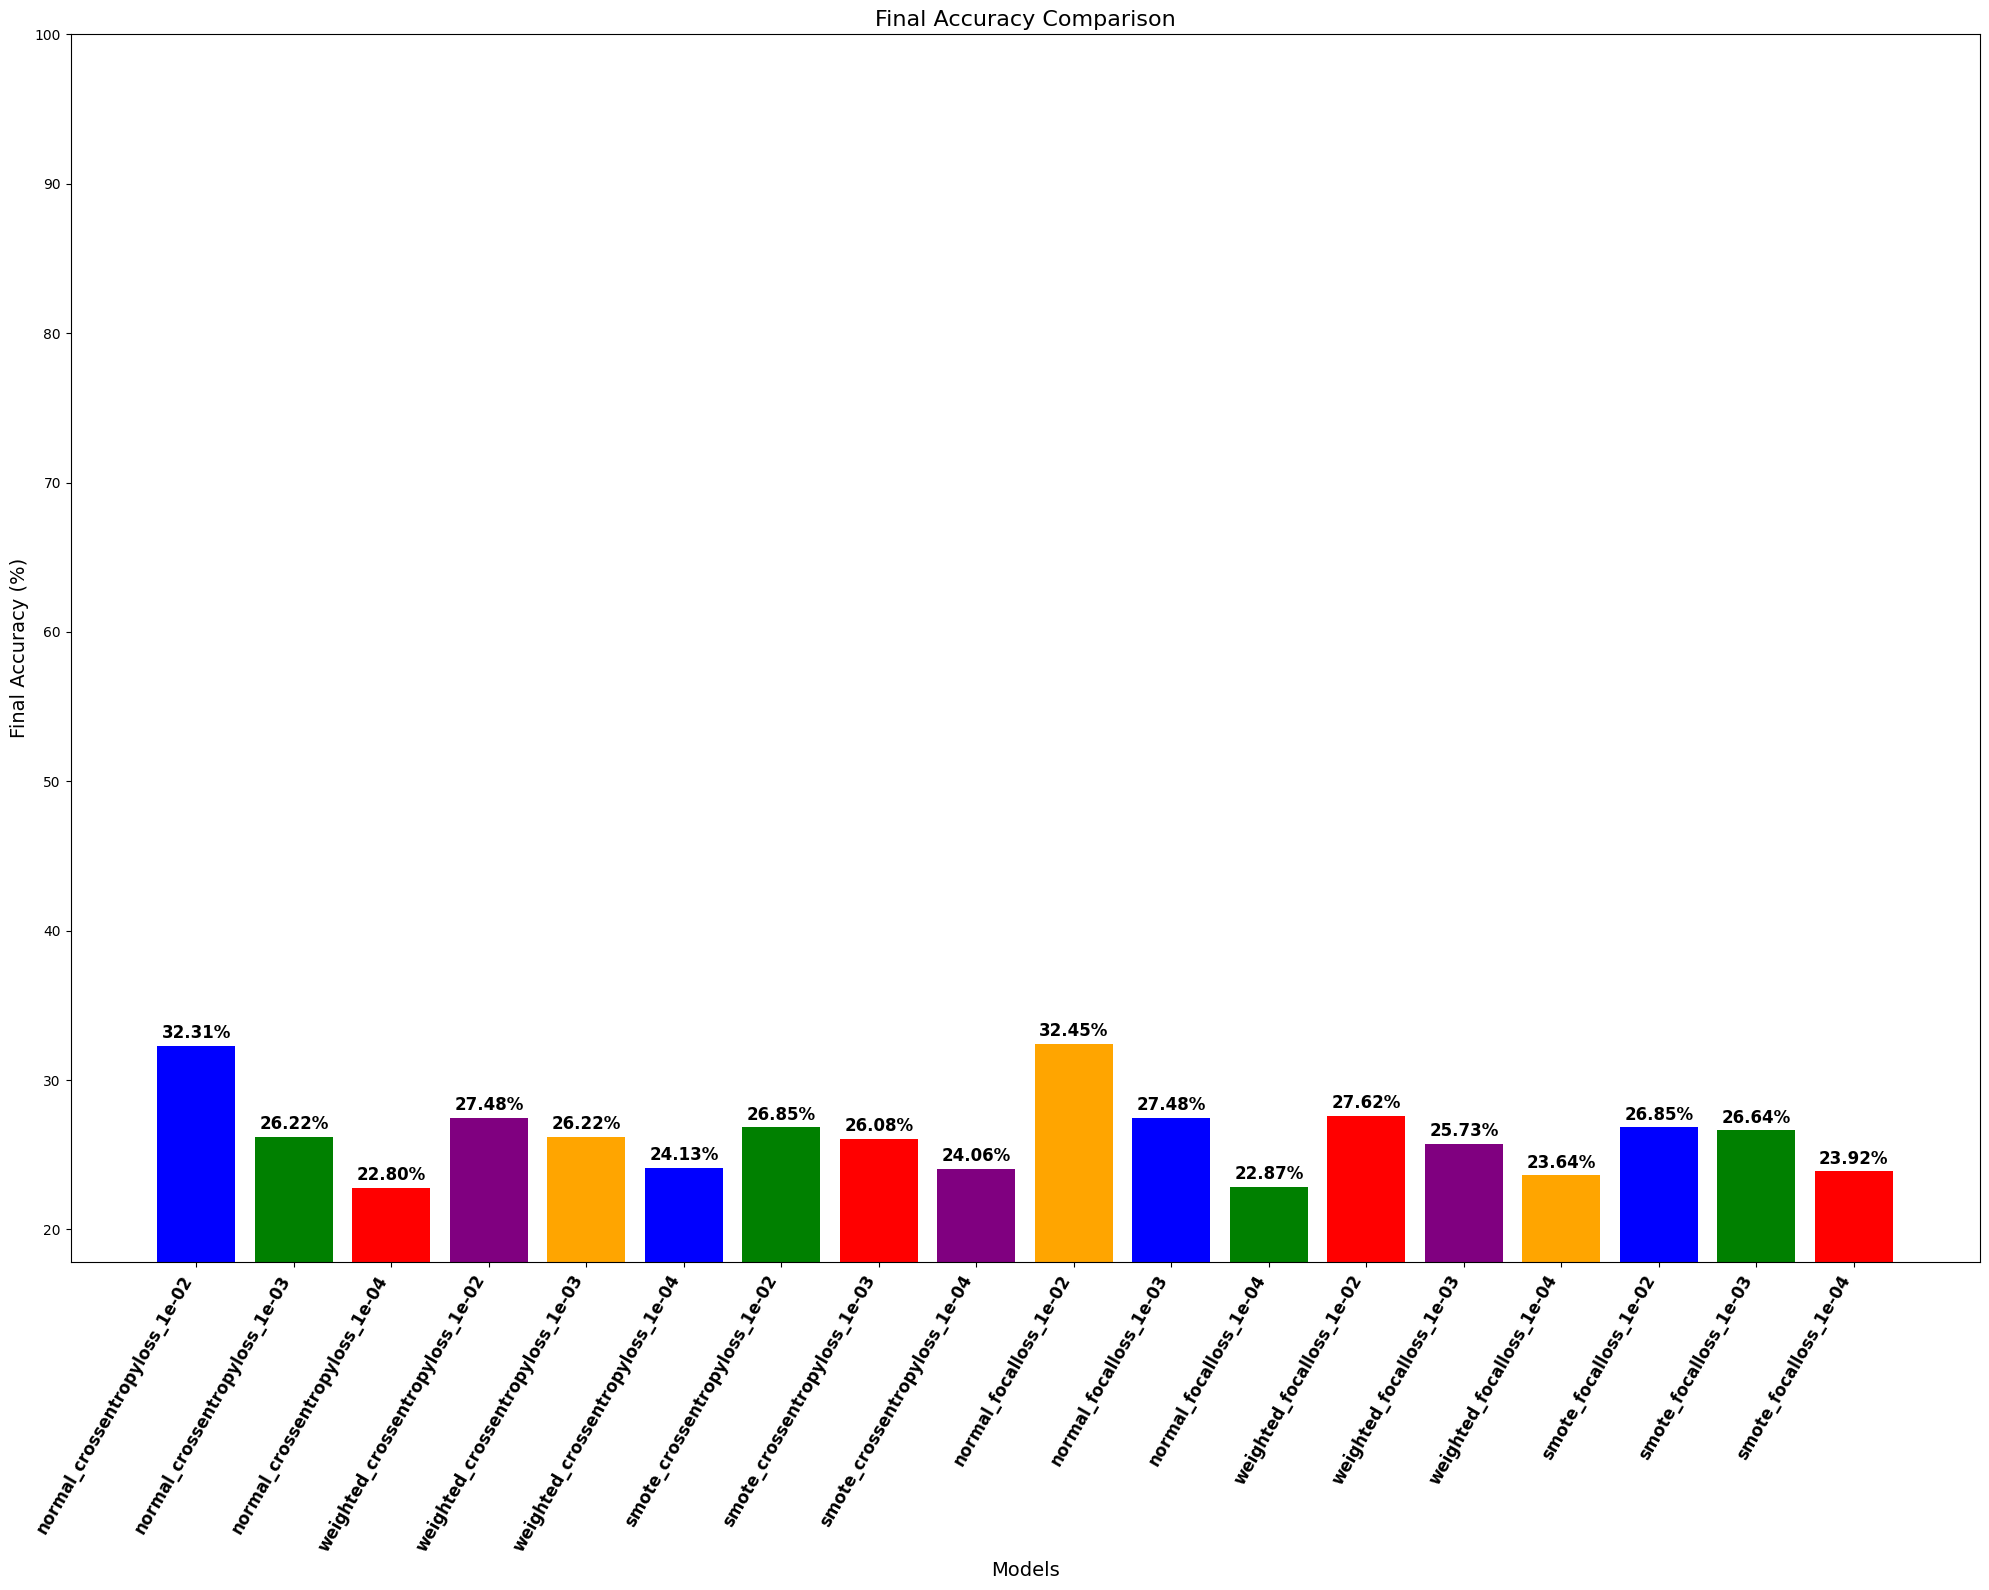 Final Accuracy Comparison
100
90
80
70
60
50
40
30
20
Final Accuracy (%)
32.31%
26.22%
22.80%
27.48%
26.22%
24.13%
26.85%
26.08%
24.06%
32.45%
27.48%
22.87%
27.62%
25.73%
23.64%
26.85%
26.64%
23.92%
normal_crossentropyloss_1e-02
normal_crossentropyloss_1e-03
normal_crossentropyloss_1e-04
weighted_crossentropyloss_1e-02
weighted_crossentropyloss_1e-03
weighted_crossentropyloss_1e-04
smote_crossentropyloss_1e-02
smote_crossentropyloss_1e-03
smote_crossentropyloss_1e-04
normal_focalloss_1e-02
normal_focalloss_1e-03
normal_focalloss_1e-04
weighted_focalloss_1e-02
weighted_focalloss_1e-03
weighted_focalloss_1e-04
smote_focalloss_1e-02
smote_focalloss_1e-03
smote_focalloss_1e-04
Models